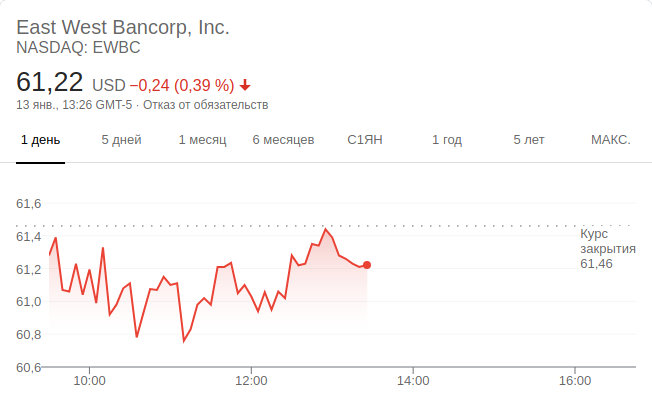 East West Bancorp, Inc.
NASDAQ: EWBC
61,22 USD −0,24 (0,39 %)
13 янв., 13:26 GMT-5 · Отказ от обязательств
1 день 5 дней 1 месяц 6 месяцев С1ЯН 1 год 5 лет МАКС.
61,6
61,4
61,2
61,0
60,8
60,6
Курс
закрытия
61,46
10:00 12:00 14:00 16:00